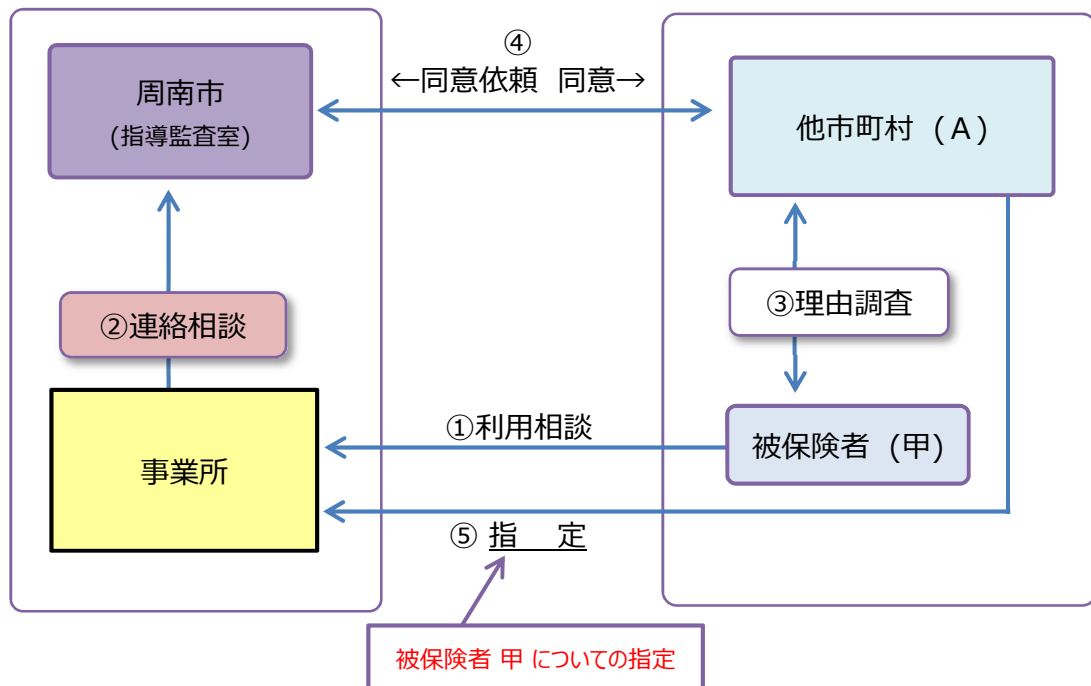 ④
←同意依頼 同意→
周南市
(指導監査室)
他市町村 (A)
②連絡相談
③理由調査
①利用相談
被保険者 (甲)
事業所
⑤ 指 定
被保険者 甲 についての指定